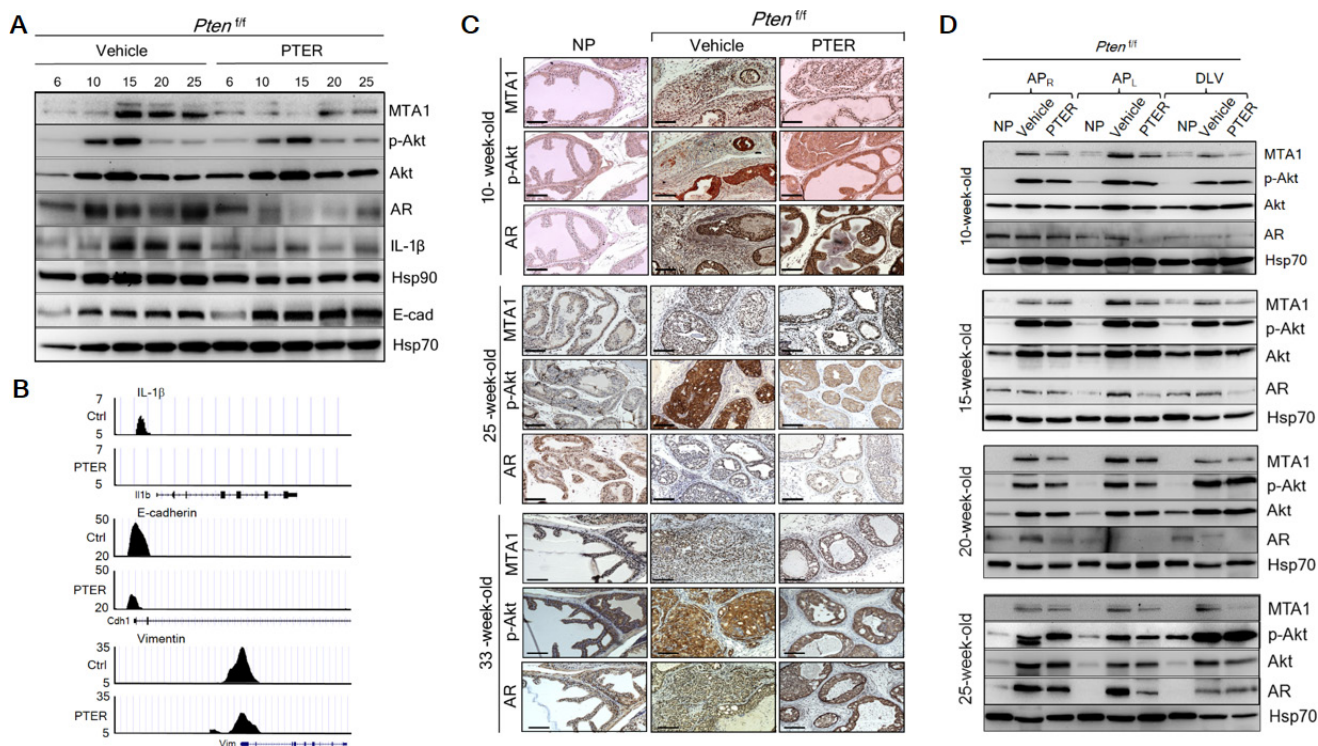 A
Pten f/f
Vehicle PTER
6 10 15 20 25 6 10 15 20 25
MTA1
p-Akt
Akt
AR
IL-1β
Hsp90
E-cad
Hsp70
B
IL-1β
7
Ctrl
5
7
PTER
5
Il1b
E-cadherin
50
Ctrl
20
50
PTER
20
Cdh1
Vimentin
35
Ctrl
5
35
PTER
5
Vim
C
Pten f/f
NP Vehicle PTER
10- week-old
MTA1
p-Akt
AR
25 -week-old
MTA1
p-Akt
AR
33 -week-old
MTA1
p-Akt
AR
D
Pten f/f
APR APL DLV
NP Vehicle PTER NP Vehicle PTER NP Vehicle PTER
10-week-old
MTA1
p-Akt
Akt
AR
Hsp70
15-week-old
MTA1
p-Akt
Akt
AR
Hsp70
20-week-old
MTA1
p-Akt
Akt
AR
Hsp70
25-week-old
MTA1
p-Akt
Akt
AR
Hsp70